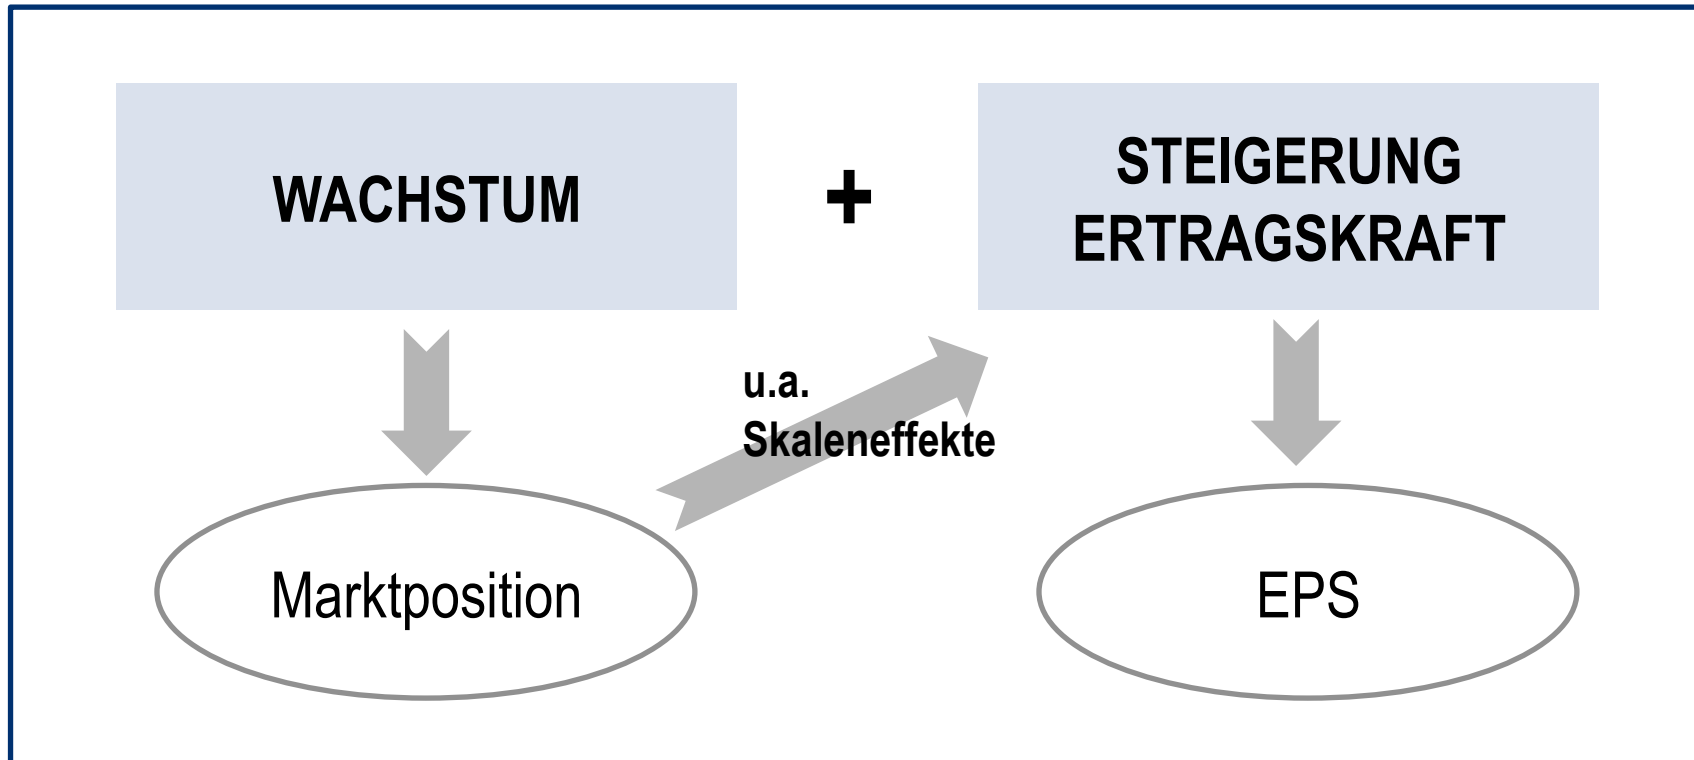 WACHSTUM
+
STEIGERUNG
ERTRAGSKRAFT
u.a.
Skaleneffekte
Marktposition
EPS